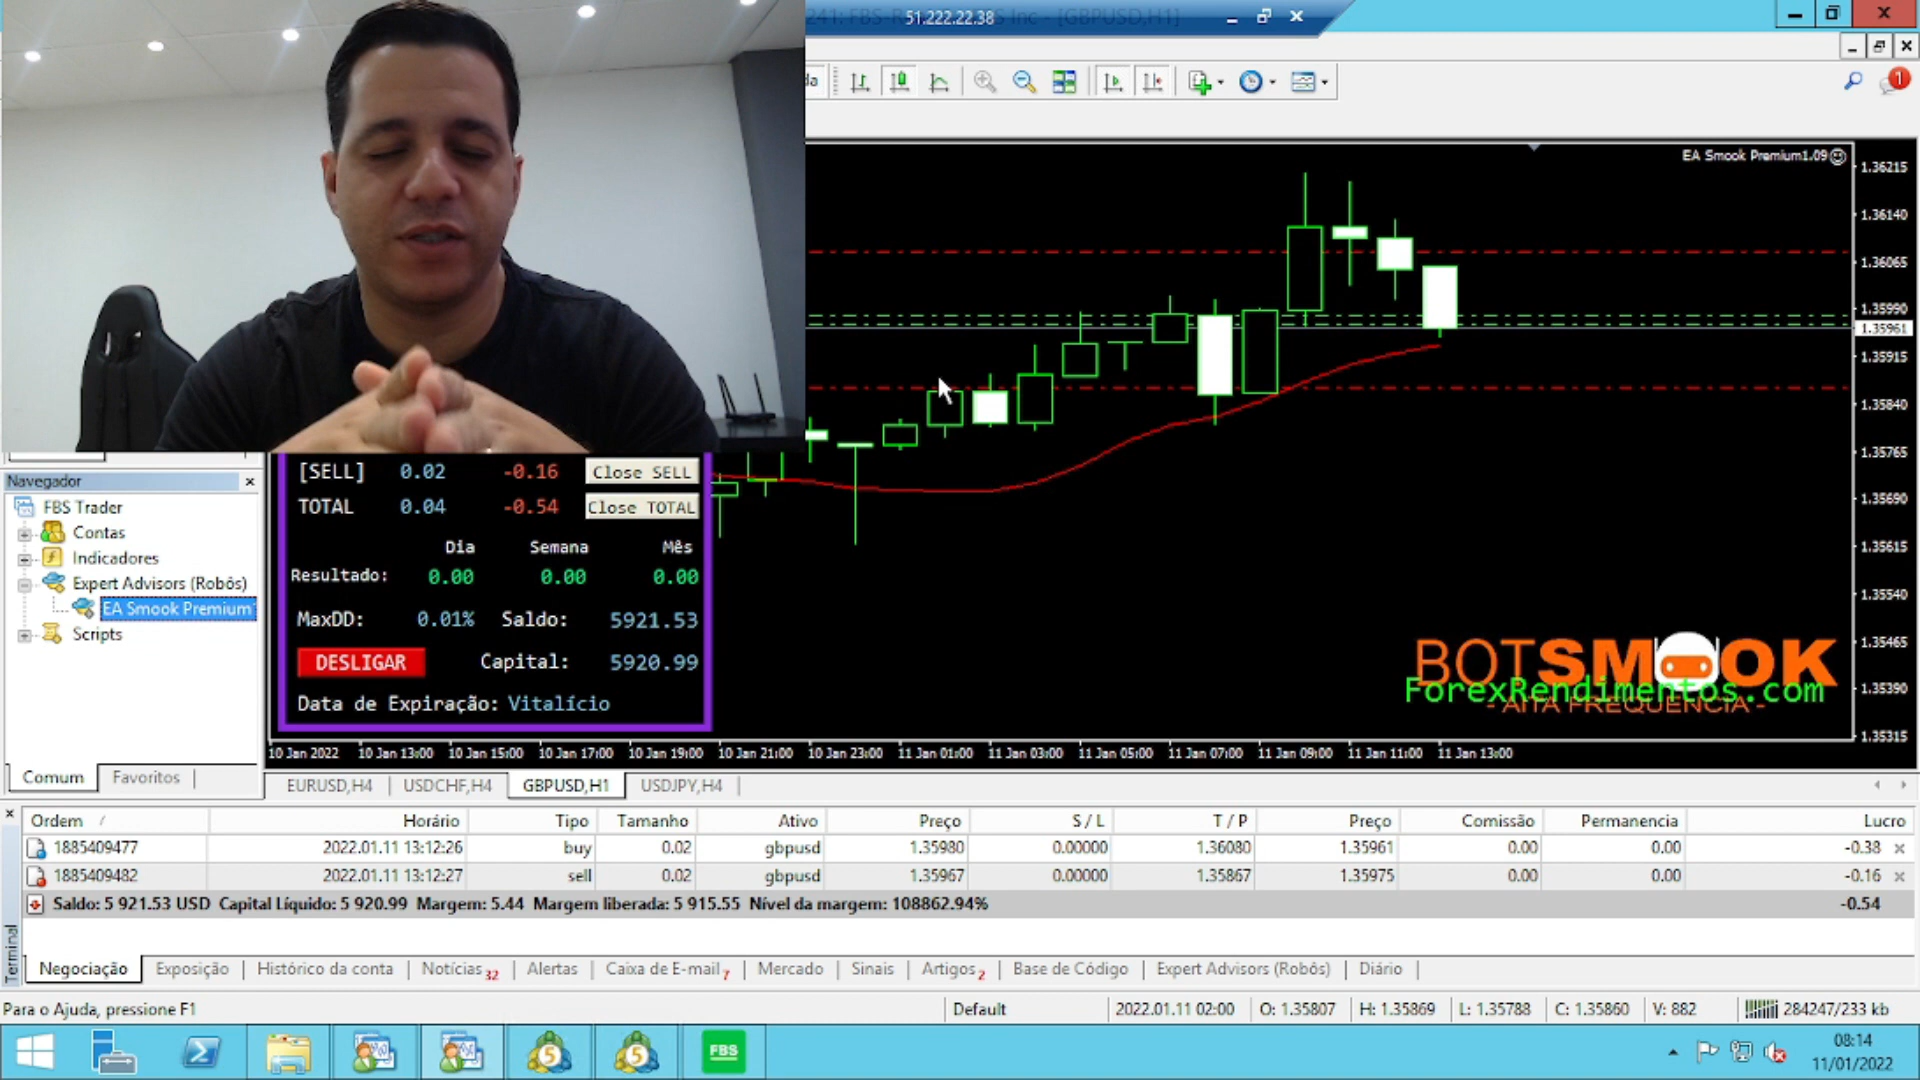 241: FBS-R
51.222.22.38
S Inc - [GBPUSD,H1]
1
EA Smook Premium1.09
1.36215
1.36140
1.36065
1.35990
1.35961
1.35915
1.35840
1.35765
1.35690
1.35615
1.35540
1.35465
1.35390
1.35315
Navegador
FBS Trader
Contas
Indicadores
Expert Advisors (Robôs)
EA Smook Premium
Scripts
Comum
Favoritos
[SELL] 0.02 -0.16 Close SELL
TOTAL 0.04 -0.54 Close TOTAL
Dia Semana Mês
Resultado: 0.00 0.00 0.00
MaxDD: 0.01% Saldo: 5921.53
DESLIGAR Capital: 5920.99
Data de Expiração: Vitalício
BOTSMOOK
ForexRendimentos.com
- ALTA FREQUENCIA -
10 Jan 2022 10 Jan 13:00 10 Jan 15:00 10 Jan 17:00 10 Jan 19:00 10 Jan 21:00 10 Jan 23:00 11 Jan 01:00 11 Jan 03:00 11 Jan 05:00 11 Jan 07:00 11 Jan 09:00 11 Jan 11:00 11 Jan 13:00
EURUSD,H4 USDCHF,H4 GBPUSD,H1 USDJPY,H4
Ordem / Horário Tipo Tamanho Ativo Preço S / L T / P Preço Comissão Permanencia Lucro
1885409477 2022.01.11 13:12:26 buy 0.02 gbpusd 1.35980 0.00000 1.36080 1.35961 0.00 0.00 -0.38
1885409482 2022.01.11 13:12:27 sell 0.02 gbpusd 1.35967 0.00000 1.35867 1.35975 0.00 0.00 -0.16
Saldo: 5 921.53 USD Capital Líquido: 5 920.99 Margem: 5.44 Margem liberada: 5 915.55 Nível da margem: 108862.94% -0.54
Terminal
Negociação Exposição Histórico da conta Notícias 32 Alertas Caixa de E-mail 7 Mercado Sinais Artigos 2 Base de Código Expert Advisors (Robôs) Diário
Para o Ajuda, pressione F1 Default 2022.01.11 02:00 O: 1.35807 H: 1.35869 L: 1.35788 C: 1.35860 V: 882 284247/233 kb
5
5
FBS
08:14
11/01/2022